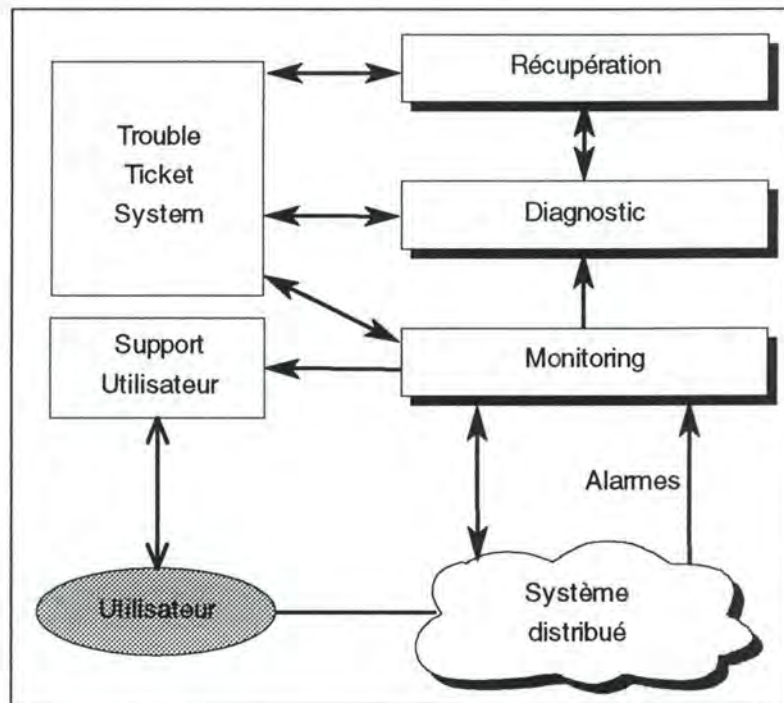 Récupération
Trouble
Ticket
System
Diagnostic
Support
Utilisateur
Monitoring
Alarmes
Utilisateur
Système
distribué